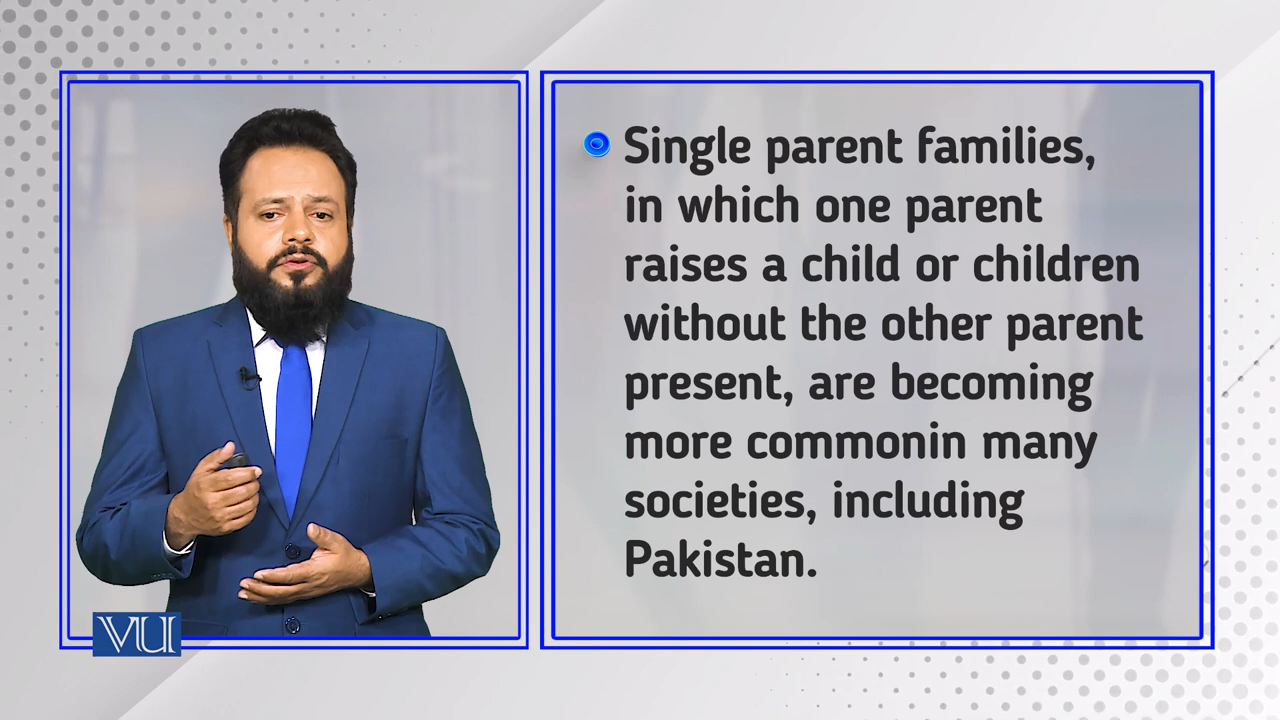 Single parent families,
in which one parent
raises a child or children
without the other parent
present, are becoming
more commonin many
societies, including
Pakistan.
VU